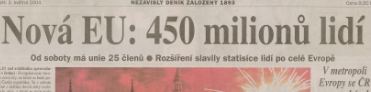 NEZÁVISLÝ DENÍK ZALOŽENÝ 1893
Nová EU: 450 milionů lidí
Od soboty má unie 25 členů ● Rozšíření slavily statisíce lidí po celé Evropě
V metropoli
Evropy se ČR